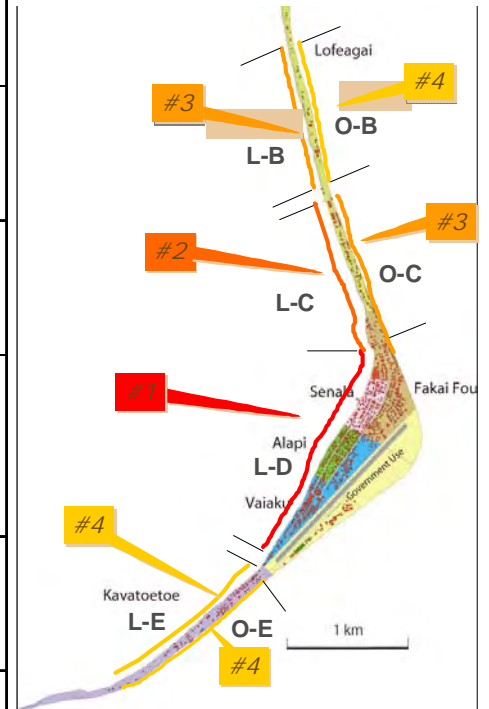 Lofeagai
#4
#3
O-B
L-B
#3
#2
O-C
L-C
Senala
Fakai Fou
#1
Alapi
L-D
Government Use
Vaiaku
#4
Kavatoetoe
L-E
O-E
1 km
#4